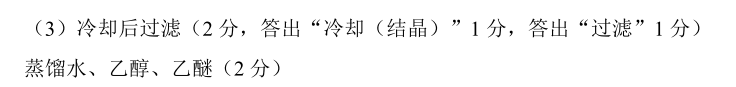 （3）冷却后过滤（2 分，答出“冷却（结晶）”1 分，答出“过滤”1 分）
蒸馏水、乙醇、乙醚（2 分）